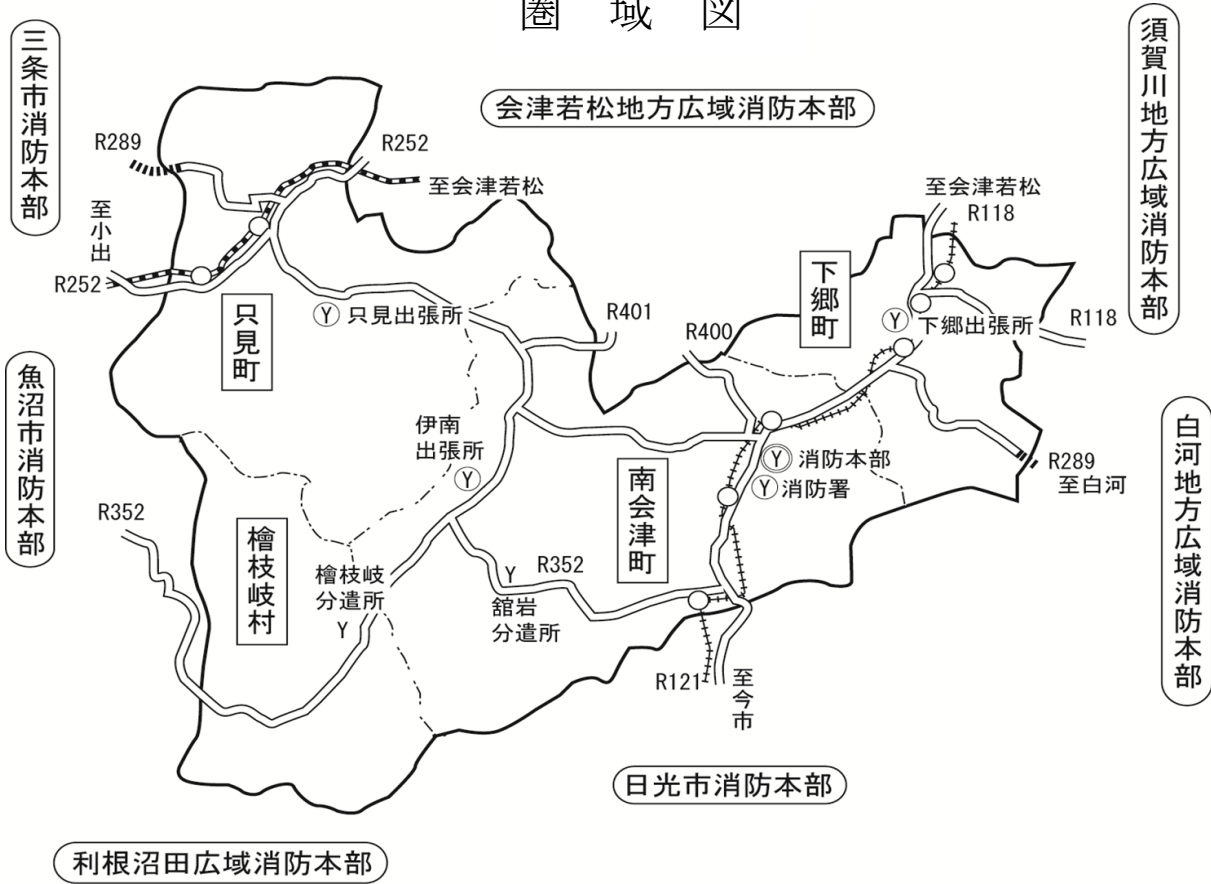 圏域図
三条市消防本部
会津若松地方広域消防本部
須賀川地方広域消防本部
R289
R252
至会津若松
至会津若松
R118
至小出
R252
下郷町
只見町
只見出張所
R401
R400
下郷出張所
R118
魚沼市消防本部
伊南
出張所
消防本部
消防署
R289
至白河
白河地方広域消防本部
南会津町
R352
檜枝岐村
檜枝岐
分遣所
R352
舘岩
分遣所
R121
至今市
日光市消防本部
利根沼田広域消防本部
Y
Y
Y
Y
Y
Y
Y